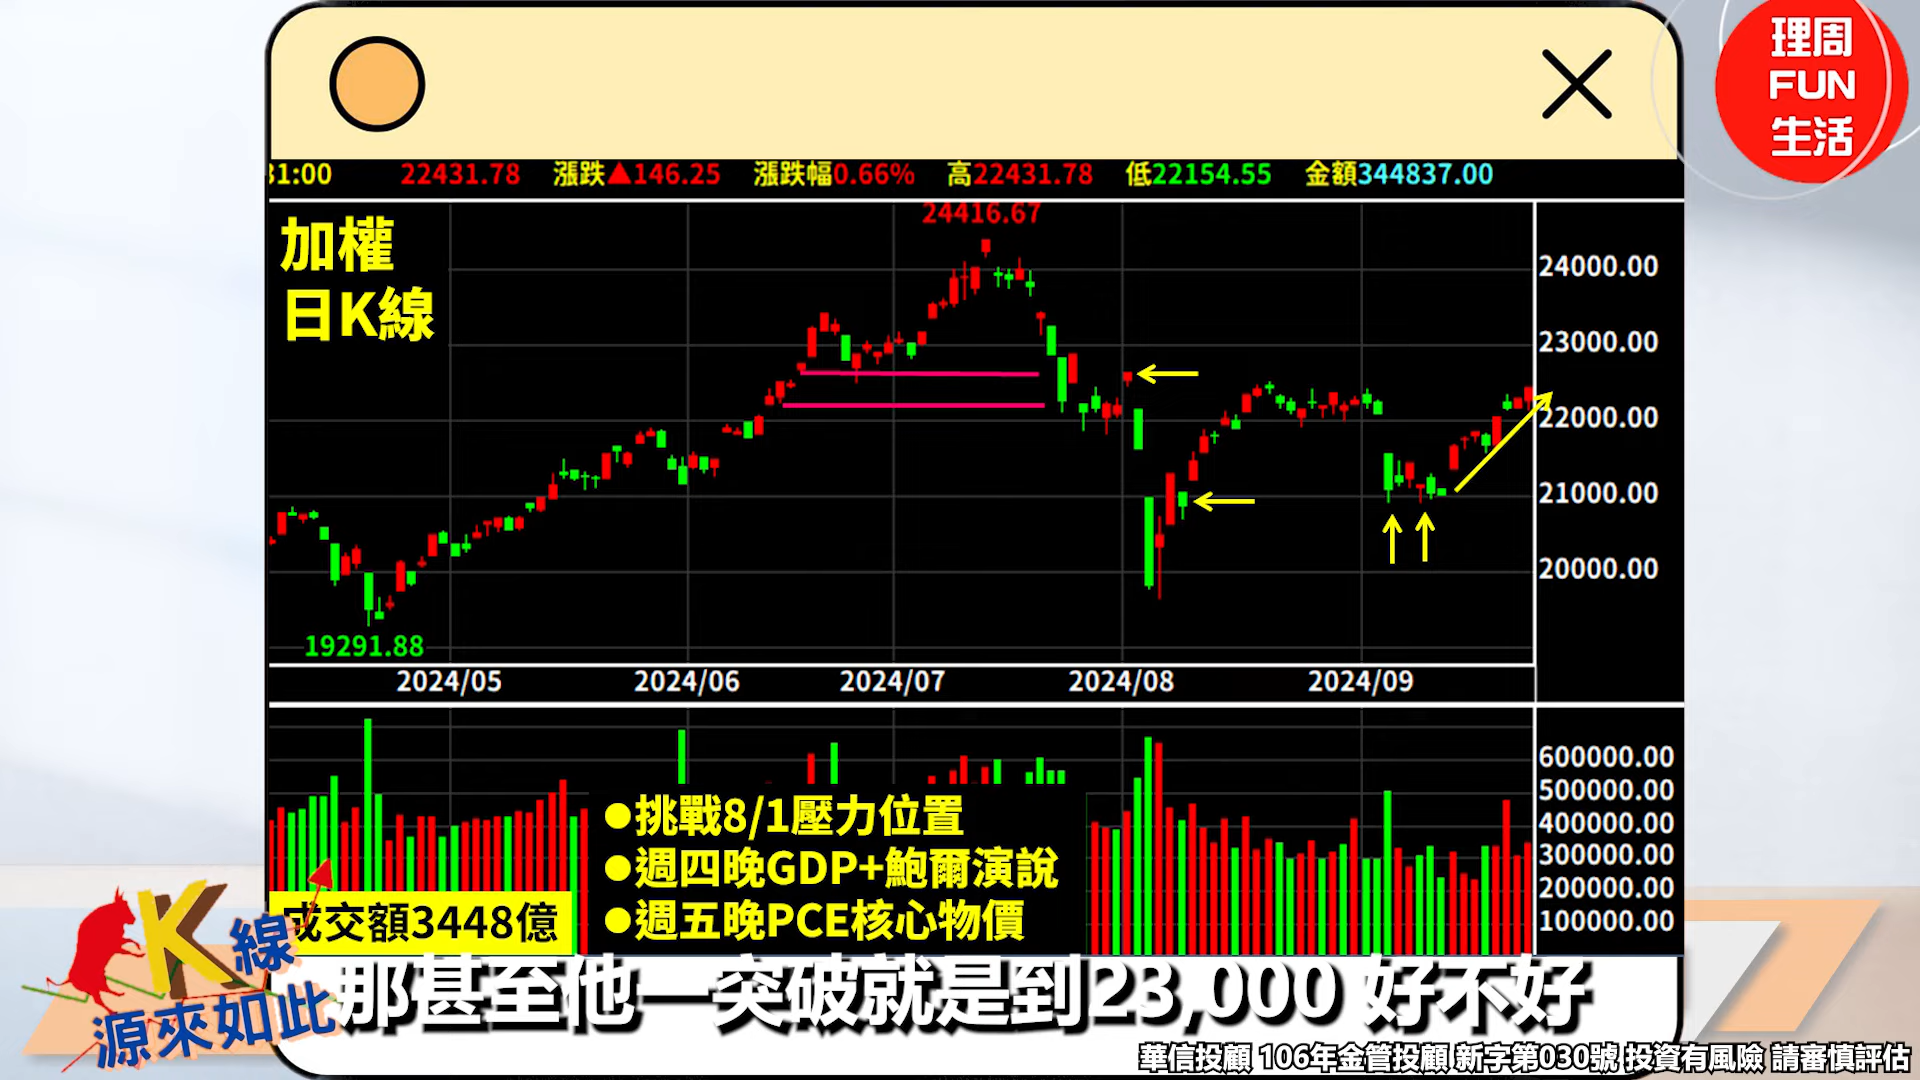 理周
FUN
生活
31:00 22431.78 漲跌▲146.25 漲跌幅0.66% 高22431.78 低22154.55 金額344837.00
加權
日K線
24416.67
19291.88
24000.00
23000.00
22000.00
21000.00
20000.00
2024/05 2024/06 2024/07 2024/08 2024/09
600000.00
500000.00
400000.00
300000.00
200000.00
100000.00
●挑戰8/1壓力位置
●週四晚GDP+鮑爾演說
●週五晚PCE核心物價
成交額3448億
K線
源來如此
那甚至他一突破就是到23,000 好不好
華信投顧 106年金管投顧 新字第030號 投資有風險 請審慎評估